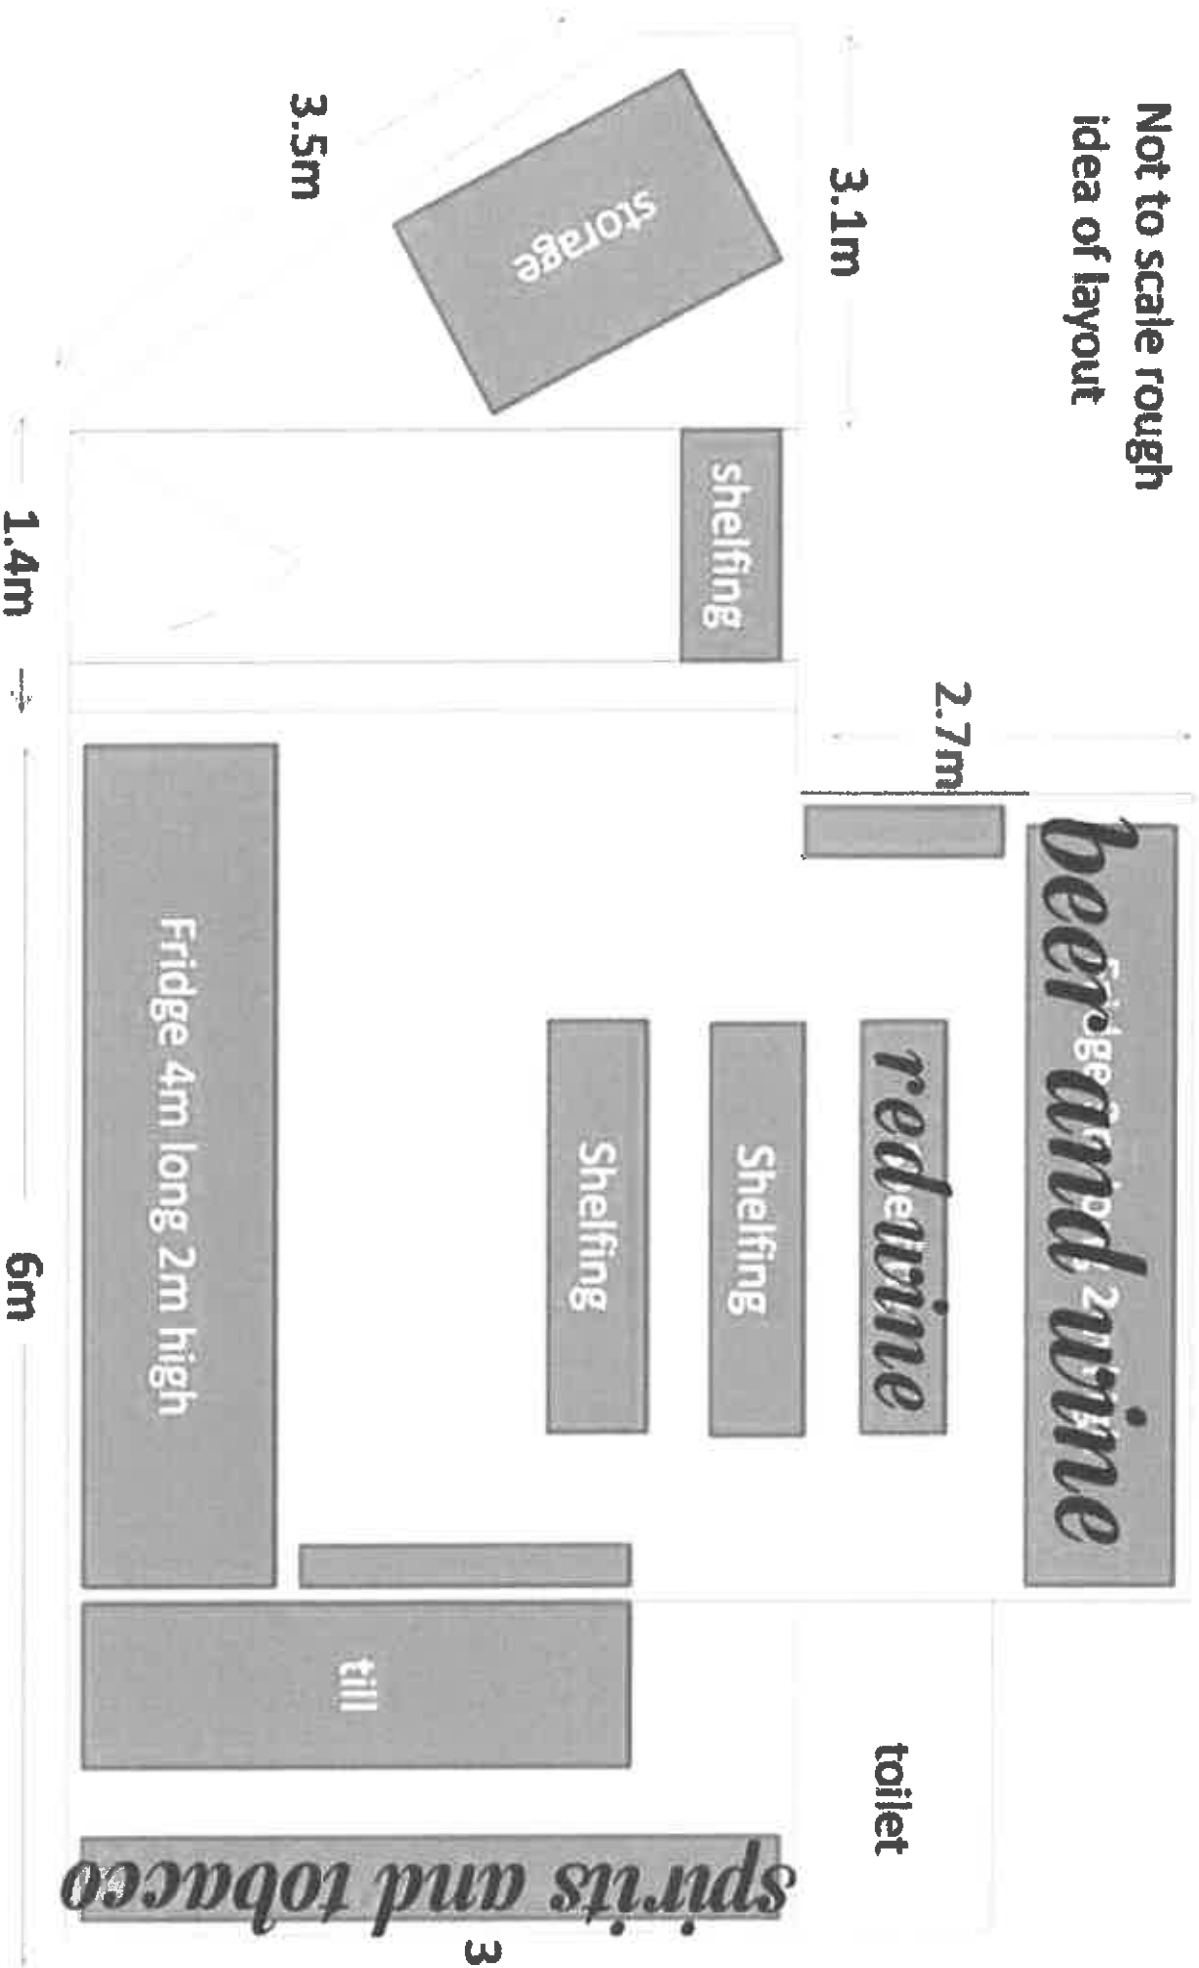 Not to scale rough
idea of layout
3.1m
3.5m
storage
shelfing
1.4m
2.7m
beer and wine
red wine
Shelfing
Shelfing
Fridge 4m long 2m high
6m
till
toilet
spirits and tobacco
3